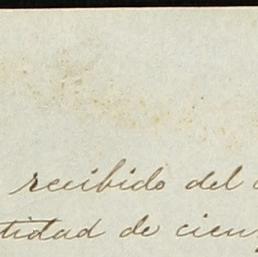 recibido del
tidad de cien